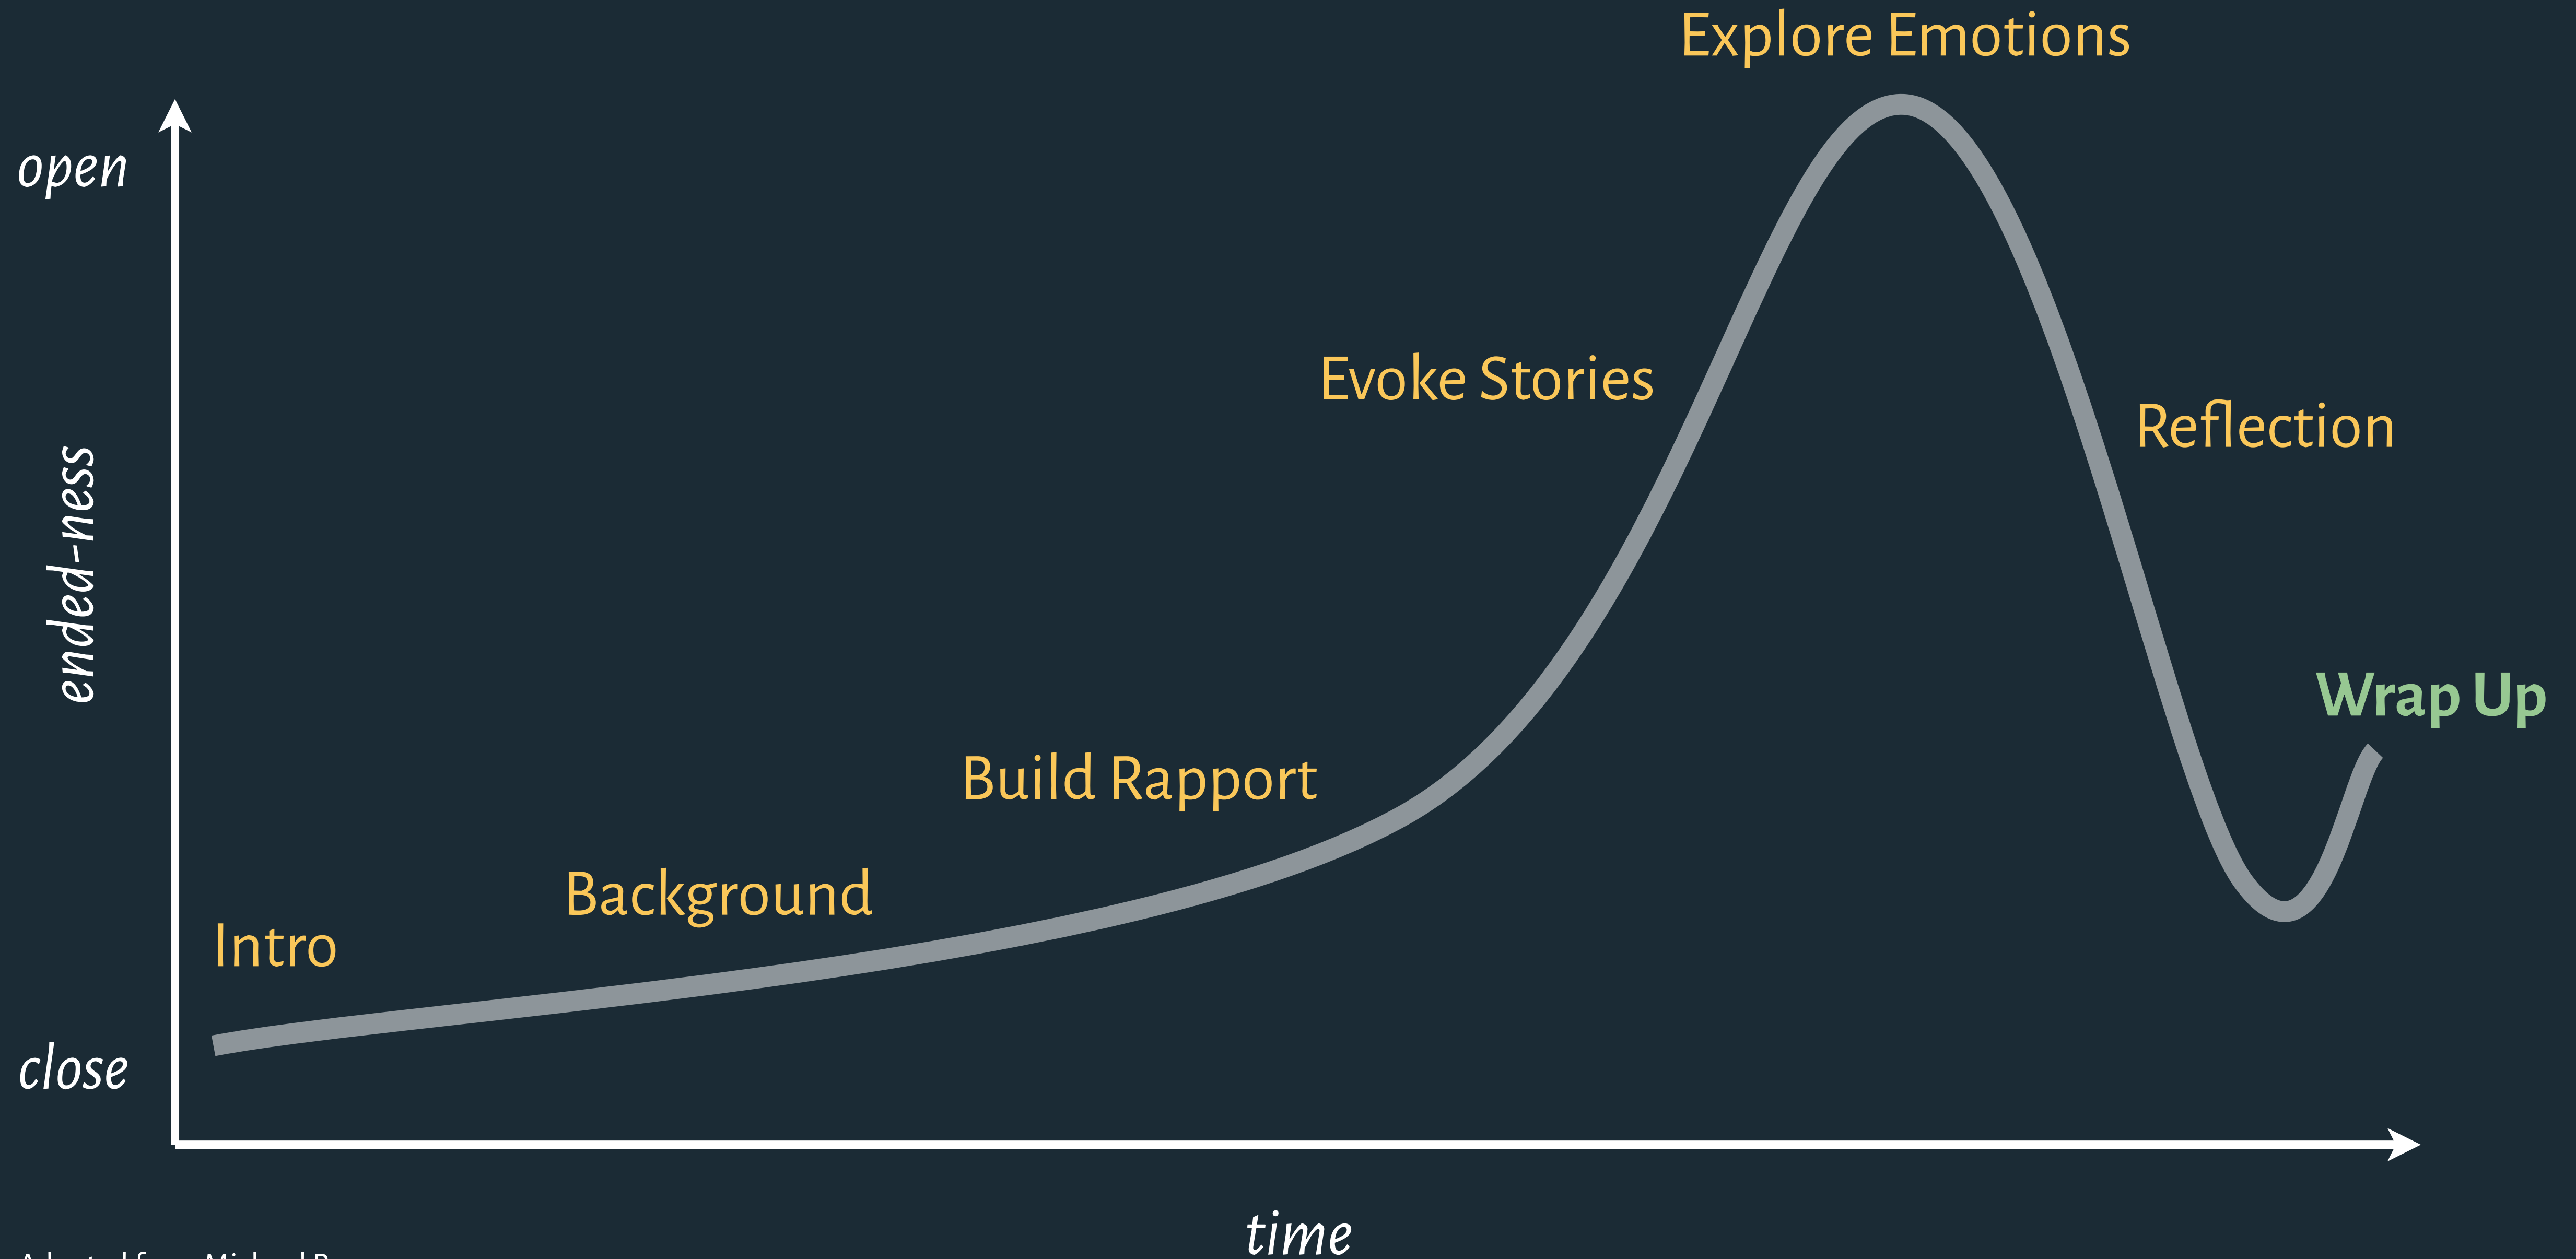 Explore Emotions
open
Evoke Stories
Reflection
ended-ness
Wrap Up
Build Rapport
Background
Intro
close
time